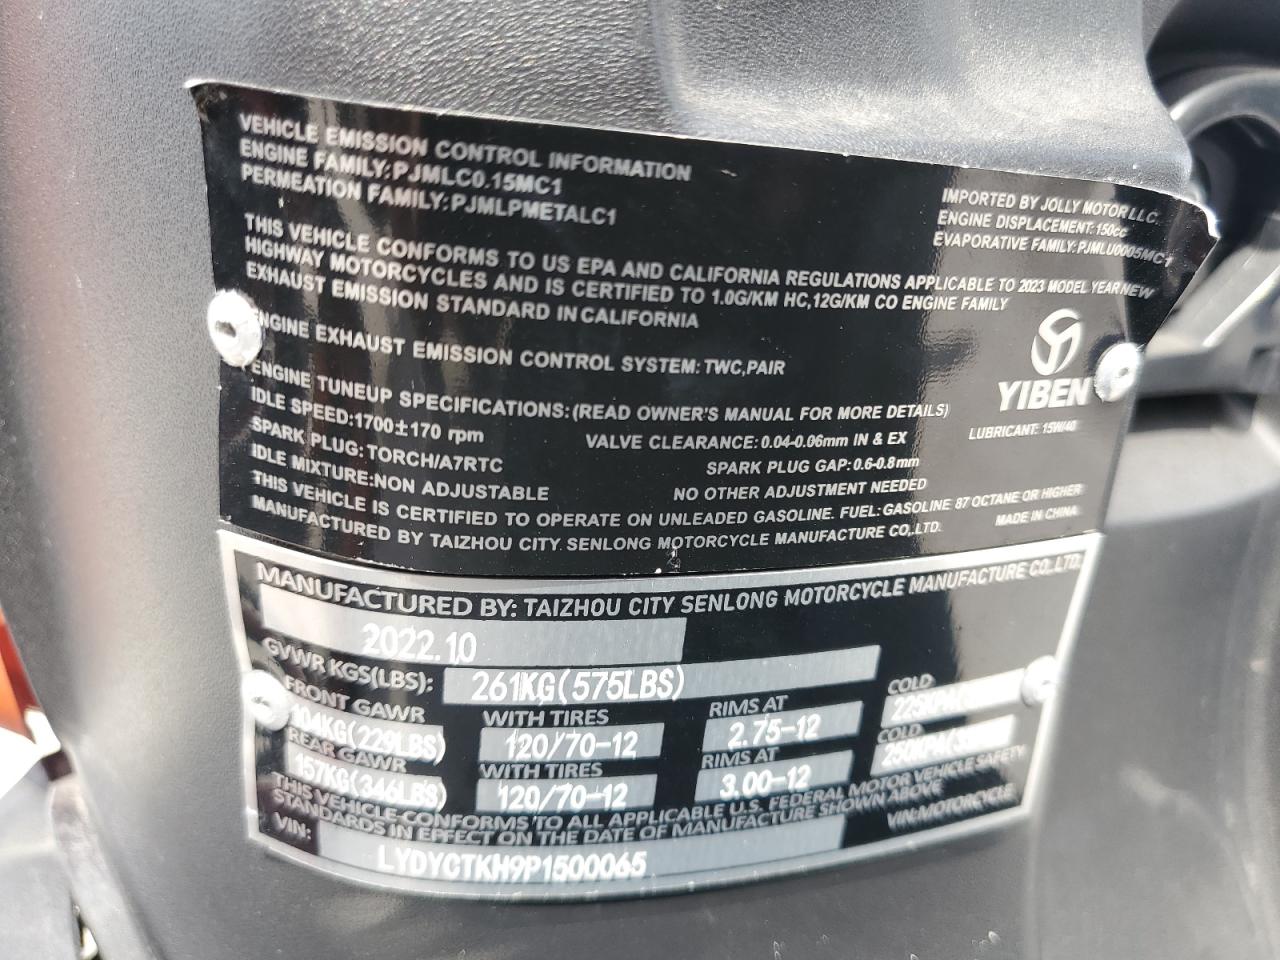 VEHICLE EMISSION CONTROL INFORMATION
ENGINE FAMILY:PJMLC0.15MC1
PERMEATION FAMILY:PJMLPMETALC1
IMPORTED BY JOLLY MOTOR LLC.
ENGINE DISPLACEMENT:150cc
EVAPORATIVE FAMILY:PJMLU0005MC1
THIS VEHICLE CONFORMS TO US EPA AND CALIFORNIA REGULATIONS APPLICABLE TO 2023 MODEL YEAR NEW
HIGHWAY MOTORCYCLES AND IS CERTIFIED TO 1.0G/KM HC,12G/KM CO ENGINE FAMILY
EXHAUST EMISSION STANDARD IN CALIFORNIA
ENGINE EXHAUST EMISSION CONTROL SYSTEM: TWC,PAIR
YIBEN
ENGINE TUNEUP SPECIFICATIONS: (READ OWNER'S MANUAL FOR MORE DETAILS)
LUBRICANT: 15W/40
IDLE SPEED:1700±170 rpm VALVE CLEARANCE: 0.04-0.06mm IN & EX
SPARK PLUG: TORCH/A7RTC SPARK PLUG GAP: 0.6-0.8mm
IDLE MIXTURE:NON ADJUSTABLE NO OTHER ADJUSTMENT NEEDED
THIS VEHICLE IS CERTIFIED TO OPERATE ON UNLEADED GASOLINE. FUEL: GASOLINE 87 OCTANE OR HIGHER
MANUFACTURED BY TAIZHOU CITY SENLONG MOTORCYCLE MANUFACTURE CO,.LTD. MADE IN CHINA
MANUFACTURED BY: TAIZHOU CITY SENLONG MOTORCYCLE MANUFACTURE CO.,LTD.
2022.10
GVWR KGS(LBS): 261KG(575LBS)
FRONT GAWR WITH TIRES RIMS AT COLD
104KG(229LBS) 120/70-12 2.75-12 225KPA
REAR GAWR WITH TIRES RIMS AT COLD
157KG(346LBS) 120/70-12 3.00-12 250KPA
THIS VEHICLE CONFORMS TO ALL APPLICABLE U.S. FEDERAL MOTOR VEHICLE SAFETY
STANDARDS IN EFFECT ON THE DATE OF MANUFACTURE SHOWN ABOVE
VIN: LYDYCTKH9P1500065 VIN:MOTORCYCLE